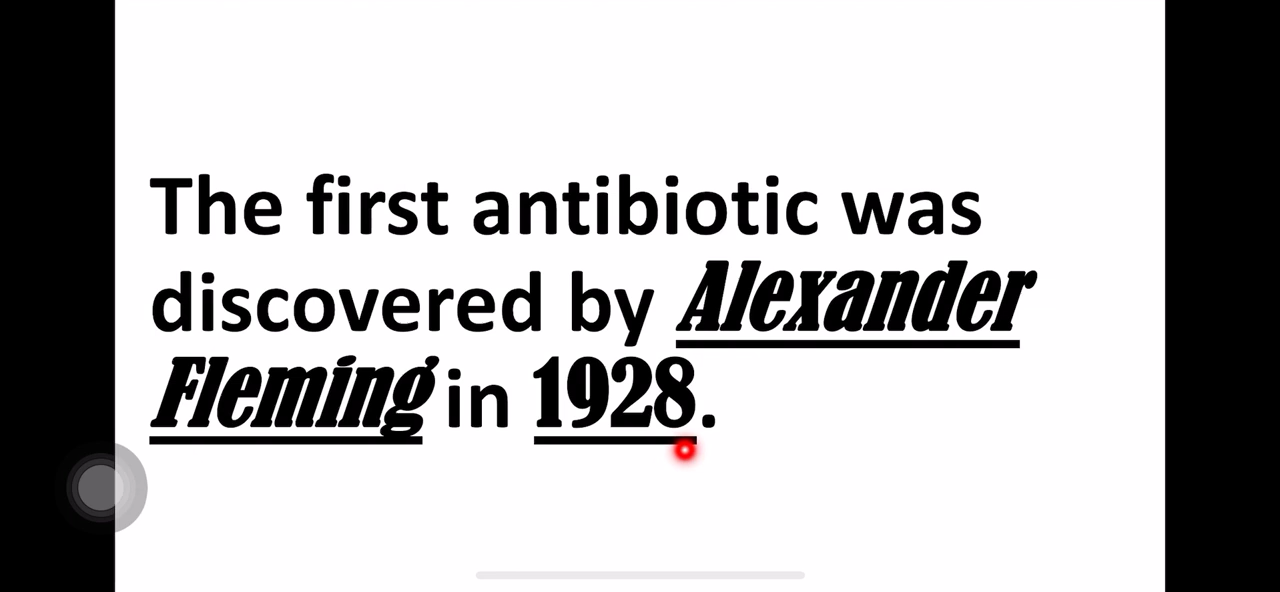 The first antibiotic was
discovered by Alexander
Fleming in 1928.